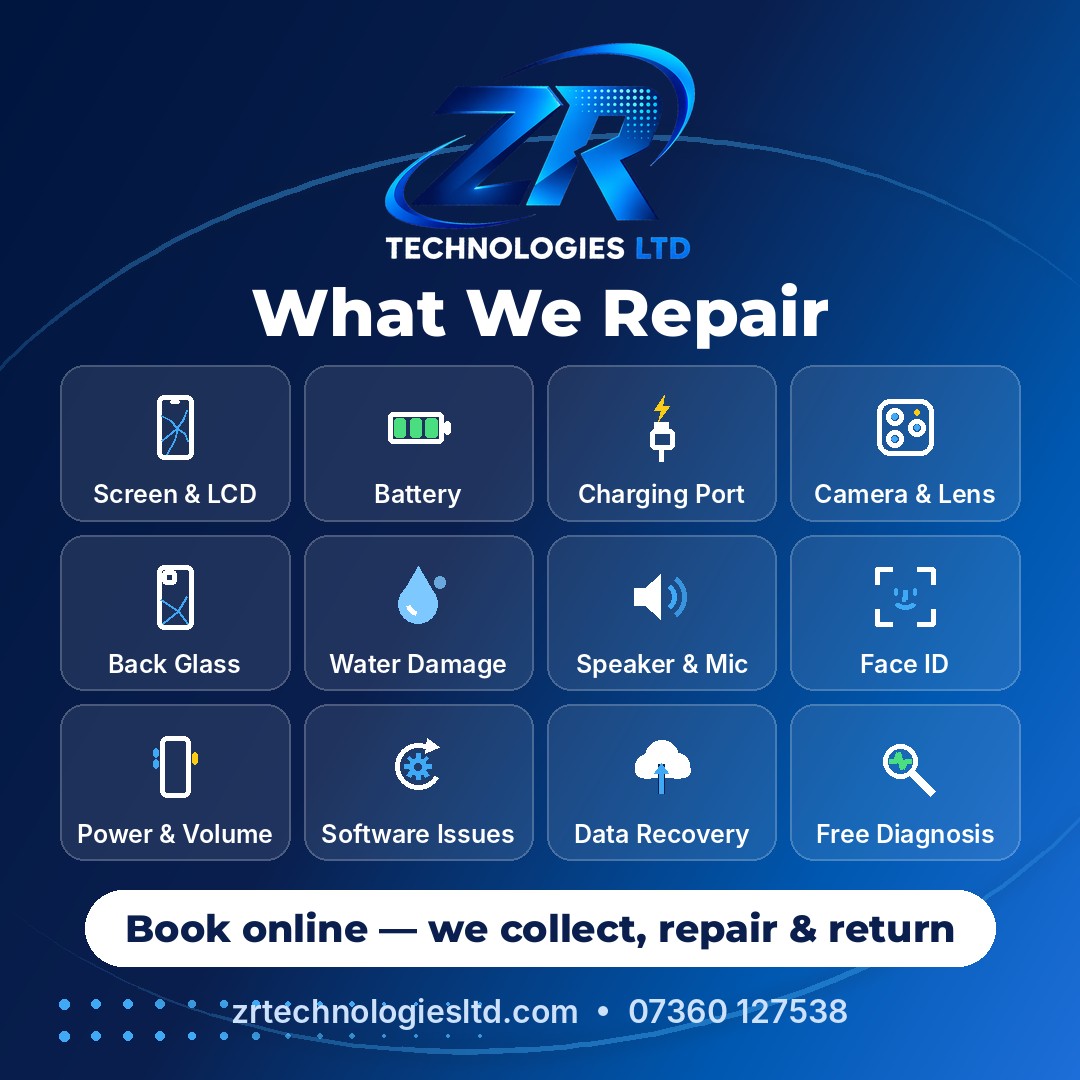 ZR
TECHNOLOGIES LTD
What We Repair
Screen & LCD
Battery
Charging Port
Camera & Lens
Back Glass
Water Damage
Speaker & Mic
Face ID
Power & Volume
Software Issues
Data Recovery
Free Diagnosis
Book online — we collect, repair & return
zrtechnologiesltd.com • 07360 127538